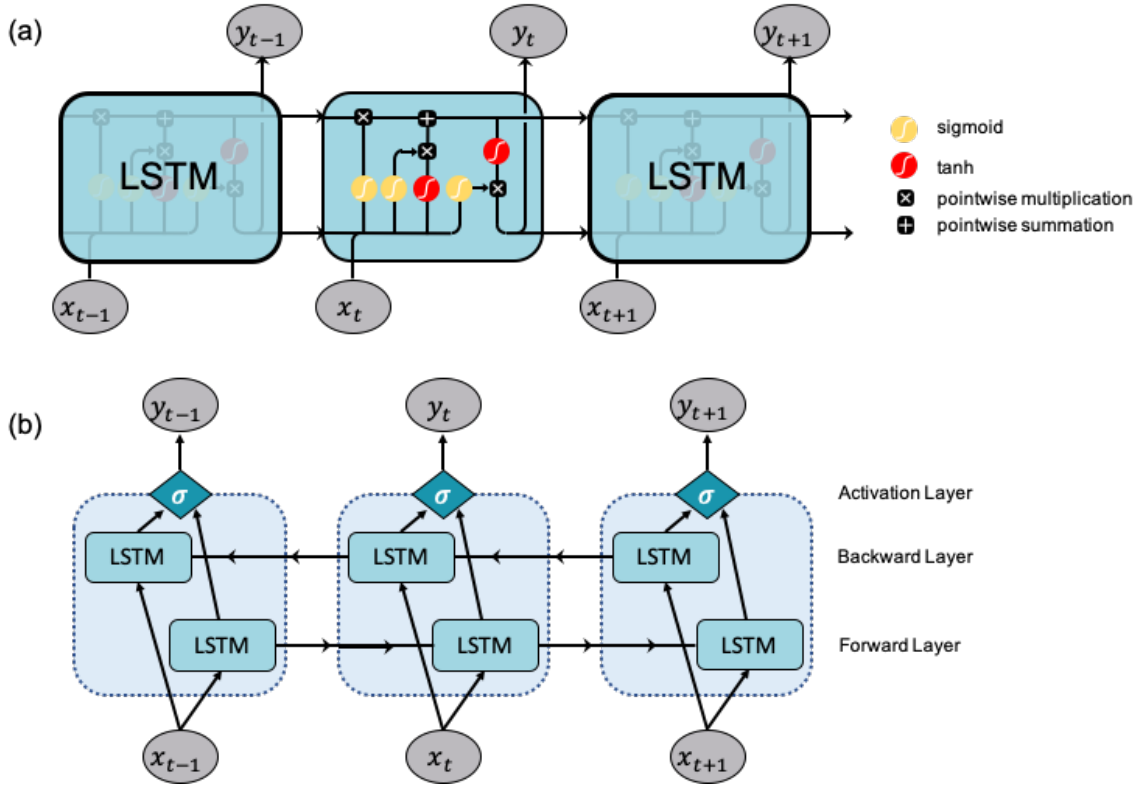 (a)
y_{t−1}
y_t
y_{t+1}
LSTM
LSTM
sigmoid
tanh
pointwise multiplication
pointwise summation
x_{t−1}
x_t
x_{t+1}
(b)
y_{t−1}
y_t
y_{t+1}
σ
σ
σ
Activation Layer
LSTM
LSTM
LSTM
Backward Layer
LSTM
LSTM
LSTM
Forward Layer
x_{t−1}
x_t
x_{t+1}